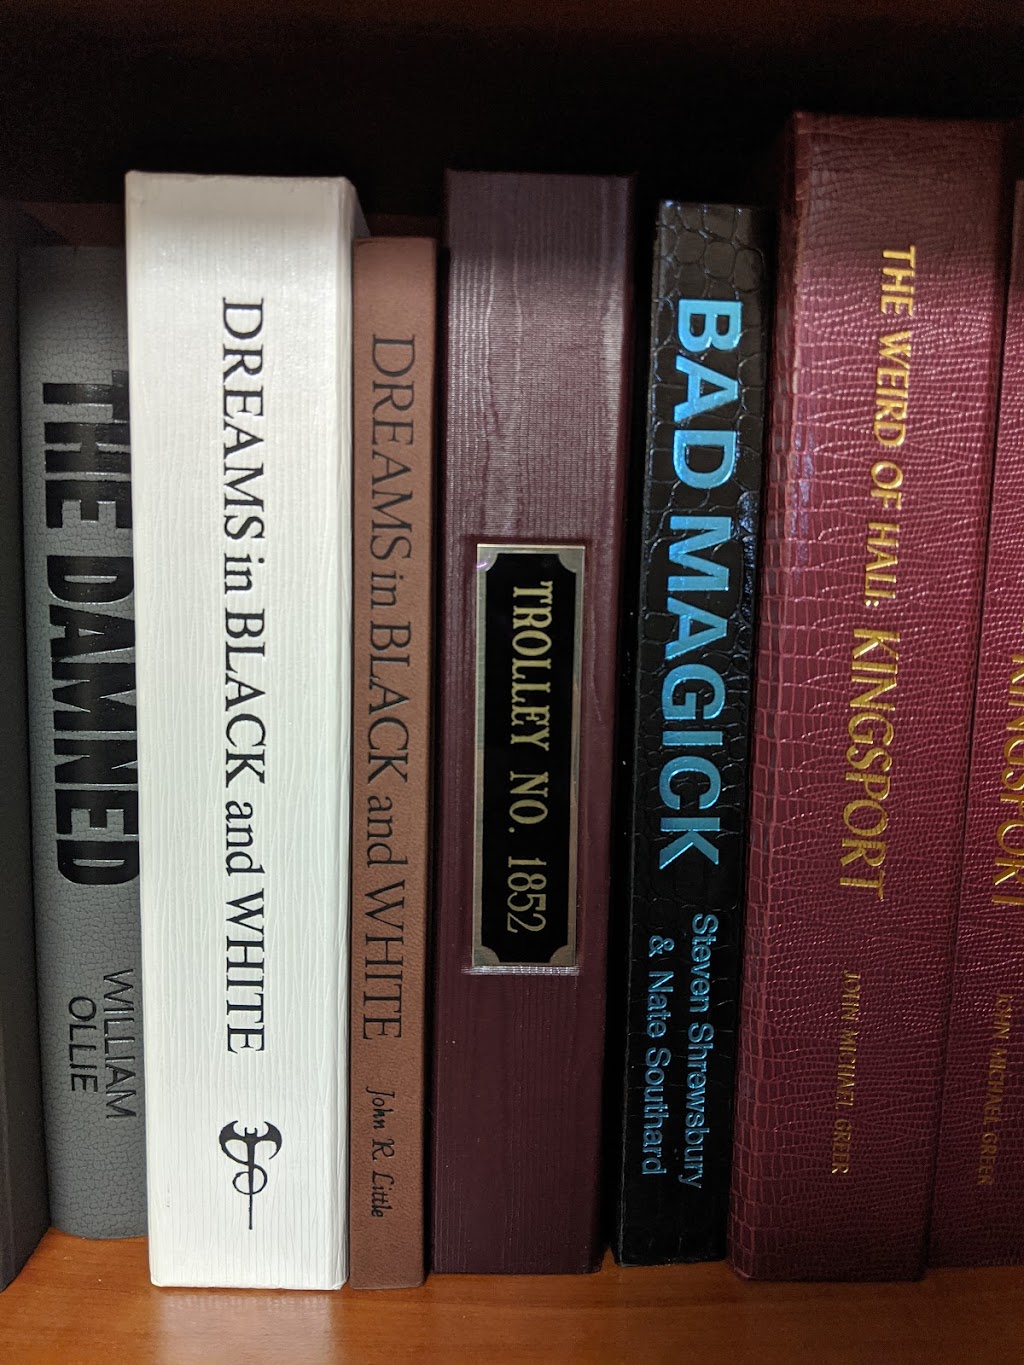 THE DAMNED
WILLIAM
OLLIE
DREAMS in BLACK and WHITE
DREAMS in BLACK and WHITE
John R. Little
TROLLEY NO. 1852
BAD MAGICK
Steven Shrewsbury
& Nate Southard
THE WEIRD OF HALI: KINGSPORT
JOHN MICHAEL GREER
KINGSPORT
JOHN MICHAEL GREER